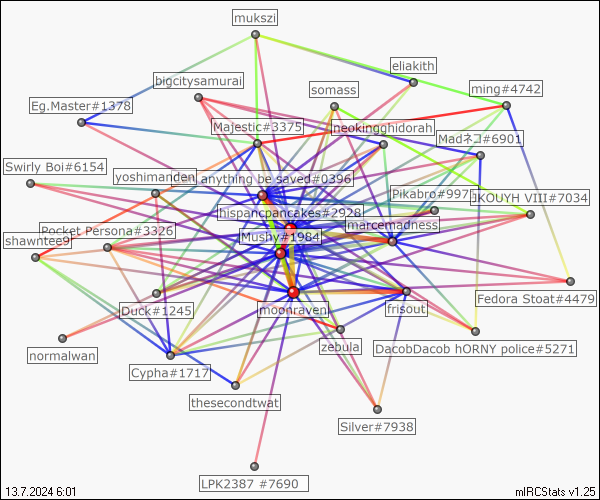 mukszi
eliakith
bigcitysamurai
ming#4742
somass
Eg.Master#1378
Majestic#3375
neokingghidorah
Madネコ#6901
Swirly Boi#6154
yoshimanden
anything be saved#0396
Pikabro#997
JKOUYH VIII#7034
hispancpancakes#2928
marcemadness
Pocket Persona#3326
shawntee9
Mushy#1984
Fedora Stoat#4479
Duck#1245
moonraven
frisout
zebula
DacobDacob hORNY police#5271
normalwan
Cypha#1717
thesecondtwat
Silver#7938
LPK2387 #7690
13.7.2024 6:01
mIRCStats v1.25